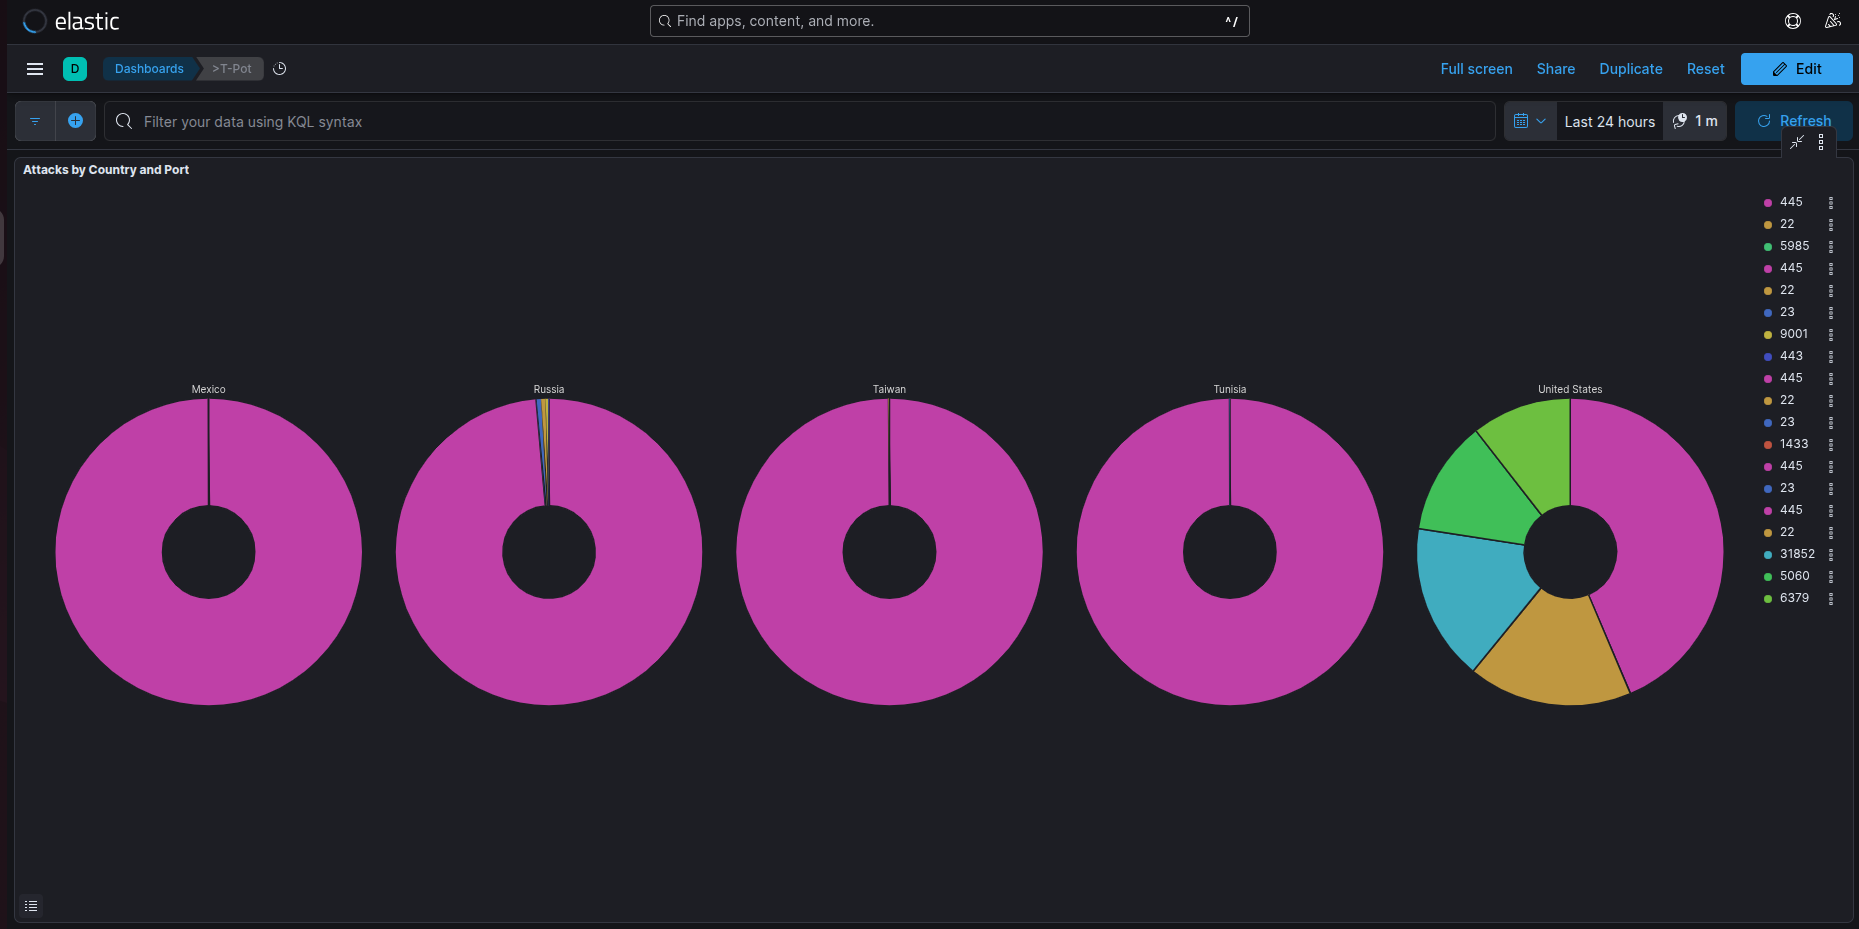 elastic
Find apps, content, and more.
^/
D
Dashboards
>T-Pot
Full screen
Share
Duplicate
Reset
Edit
Filter your data using KQL syntax
Last 24 hours
1 m
Refresh
Attacks by Country and Port
Mexico
Russia
Taiwan
Tunisia
United States
445
22
5985
445
22
23
9001
443
445
22
23
1433
445
23
445
22
31852
5060
6379